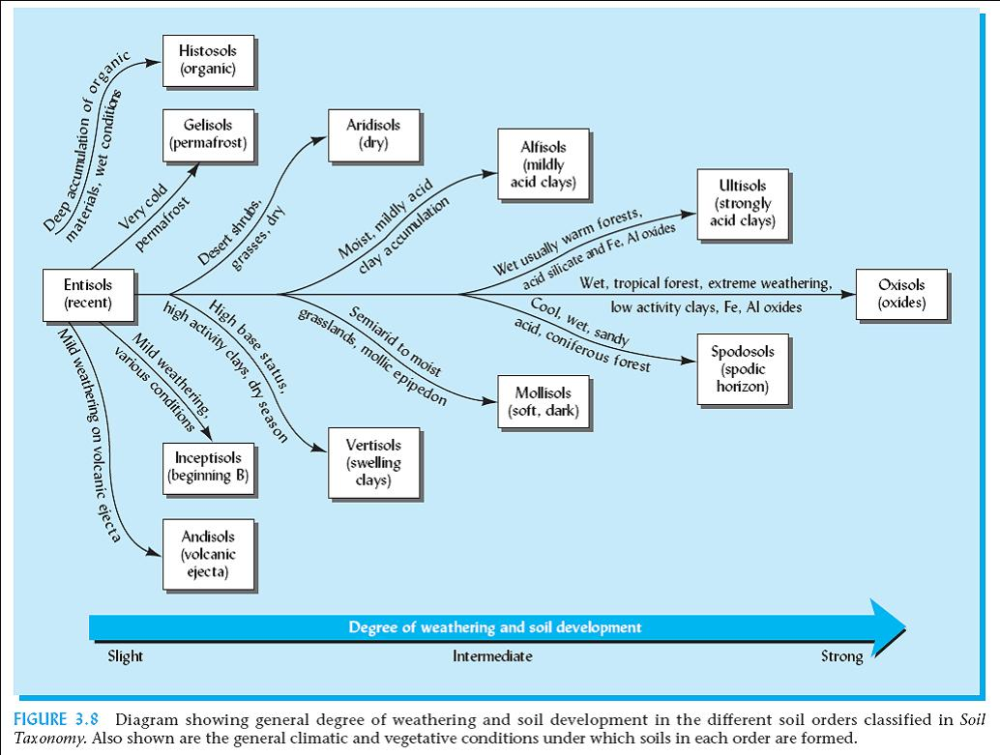 Histosols
(organic)
Deep accumulation of organic
materials, wet conditions
Gelisols
(permafrost)
Very cold
permafrost
Aridisols
(dry)
Desert shrubs,
grasses, dry
Alfisols
(mildly
acid clays)
Moist, mildly acid
clay accumulation
Ultisols
(strongly
acid clays)
Wet usually warm forests,
acid silicate and Fe, Al oxides
Entisols
(recent)
Wet, tropical forest, extreme weathering,
low activity clays, Fe, Al oxides
Oxisols
(oxides)
Cool, wet, sandy
acid, coniferous forest
Spodosols
(spodic
horizon)
Semiarid to moist
grasslands, mollic epipedon
Mollisols
(soft, dark)
High base status,
high activity clays, dry season
Vertisols
(swelling
clays)
Mild weathering,
various conditions
Inceptisols
(beginning B)
Mild weathering on volcanic ejecta
Andisols
(volcanic
ejecta)
Degree of weathering and soil development
Slight
Intermediate
Strong
FIGURE 3.8 Diagram showing general degree of weathering and soil development in the different soil orders classified in Soil
Taxonomy. Also shown are the general climatic and vegetative conditions under which soils in each order are formed.